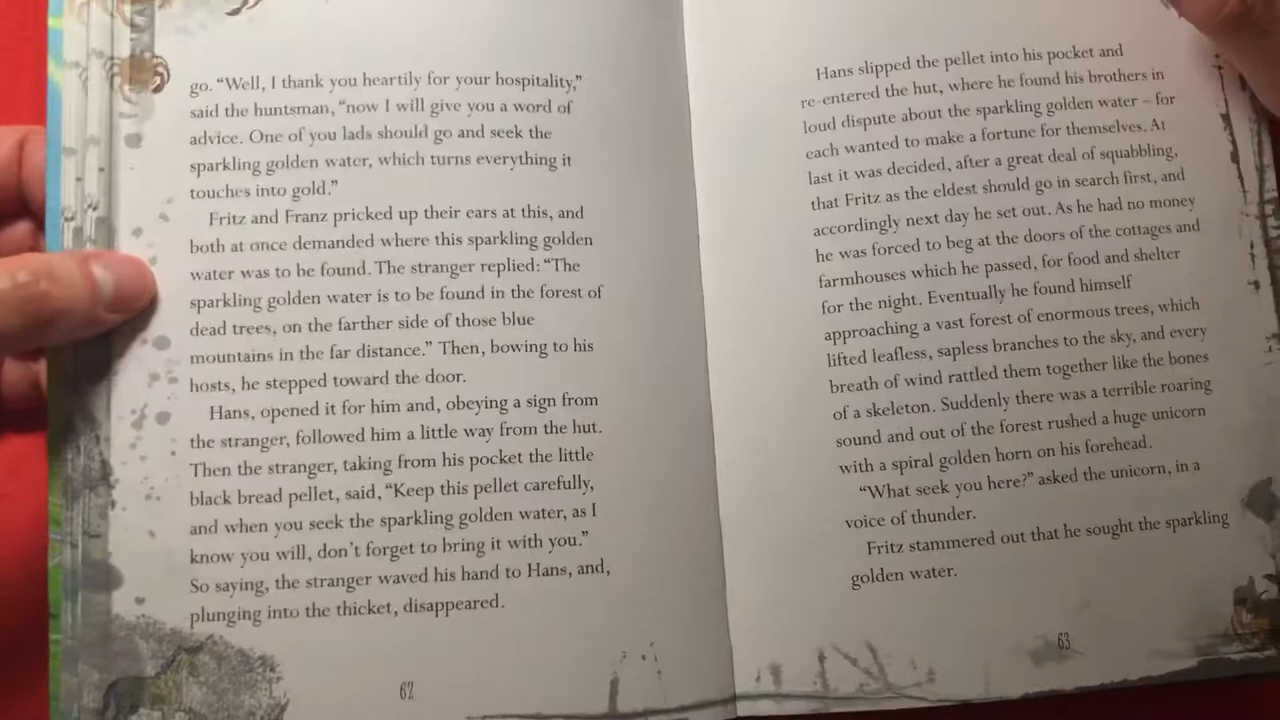 go. “Well, I thank you heartily for your hospitality,”
said the huntsman, “now I will give you a word of
advice. One of you lads should go and seek the
sparkling golden water, which turns everything it
touches into gold.”
Fritz and Franz pricked up their ears at this, and
both at once demanded where this sparkling golden
water was to be found. The stranger replied: “The
sparkling golden water is to be found in the forest of
dead trees, on the farther side of those blue
mountains in the far distance.” Then, bowing to his
hosts, he stepped toward the door.
Hans, opened it for him and, obeying a sign from
the stranger, followed him a little way from the hut.
Then the stranger, taking from his pocket the little
black bread pellet, said, “Keep this pellet carefully,
and when you seek the sparkling golden water, as I
know you will, don’t forget to bring it with you.”
So saying, the stranger waved his hand to Hans, and,
plunging into the thicket, disappeared.
62
Hans slipped the pellet into his pocket and
re-entered the hut, where he found his brothers in
loud dispute about the sparkling golden water – for
each wanted to make a fortune for themselves. At
last it was decided, after a great deal of squabbling,
that Fritz as the eldest should go in search first, and
accordingly next day he set out. As he had no money
he was forced to beg at the doors of the cottages and
farmhouses which he passed, for food and shelter
for the night. Eventually he found himself
approaching a vast forest of enormous trees, which
lifted leafless, sapless branches to the sky, and every
breath of wind rattled them together like the bones
of a skeleton. Suddenly there was a terrible roaring
sound and out of the forest rushed a huge unicorn
with a spiral golden horn on his forehead.
“What seek you here?” asked the unicorn, in a
voice of thunder.
Fritz stammered out that he sought the sparkling
golden water.
63